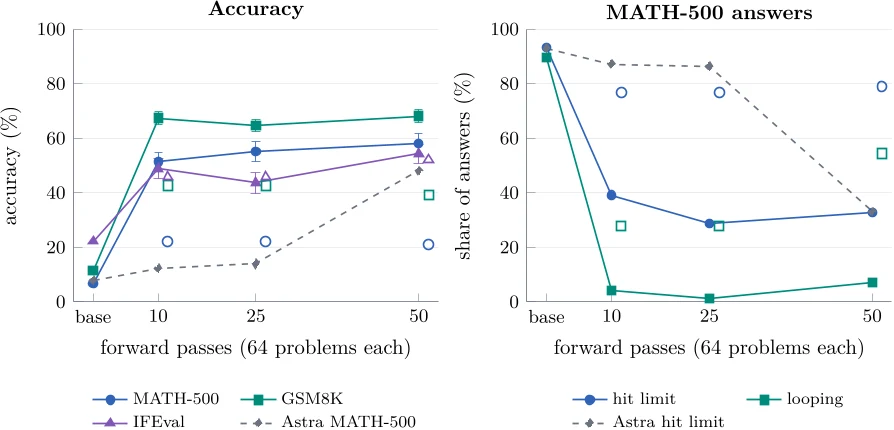 Accuracy
100
80
60
40
20
0
accuracy (%)
base 10 25 50
forward passes (64 problems each)
MATH-500 GSM8K
IFEval Astra MATH-500
MATH-500 answers
100
80
60
40
20
0
share of answers (%)
base 10 25 50
forward passes (64 problems each)
hit limit looping
Astra hit limit